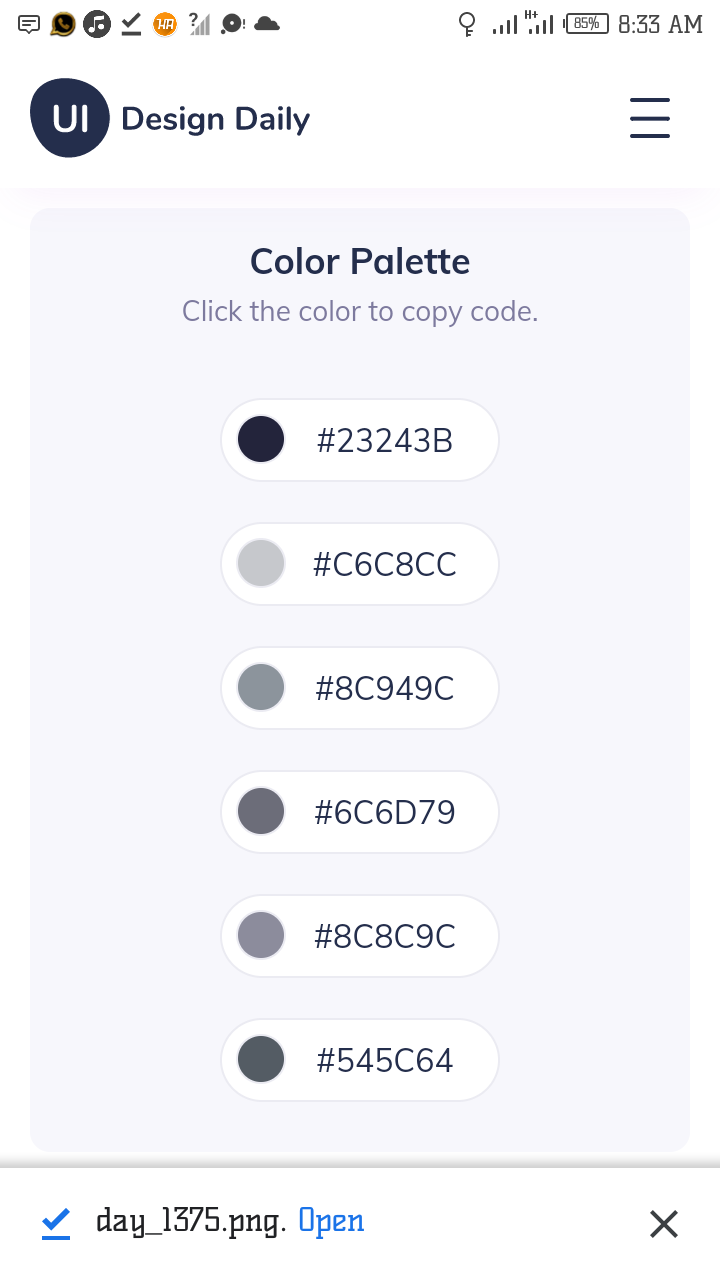 H+
85%
8:33 AM
UI Design Daily
Color Palette
Click the color to copy code.
#23243B
#C6C8CC
#8C949C
#6C6D79
#8C8C9C
#545C64
day_1375.png. Open